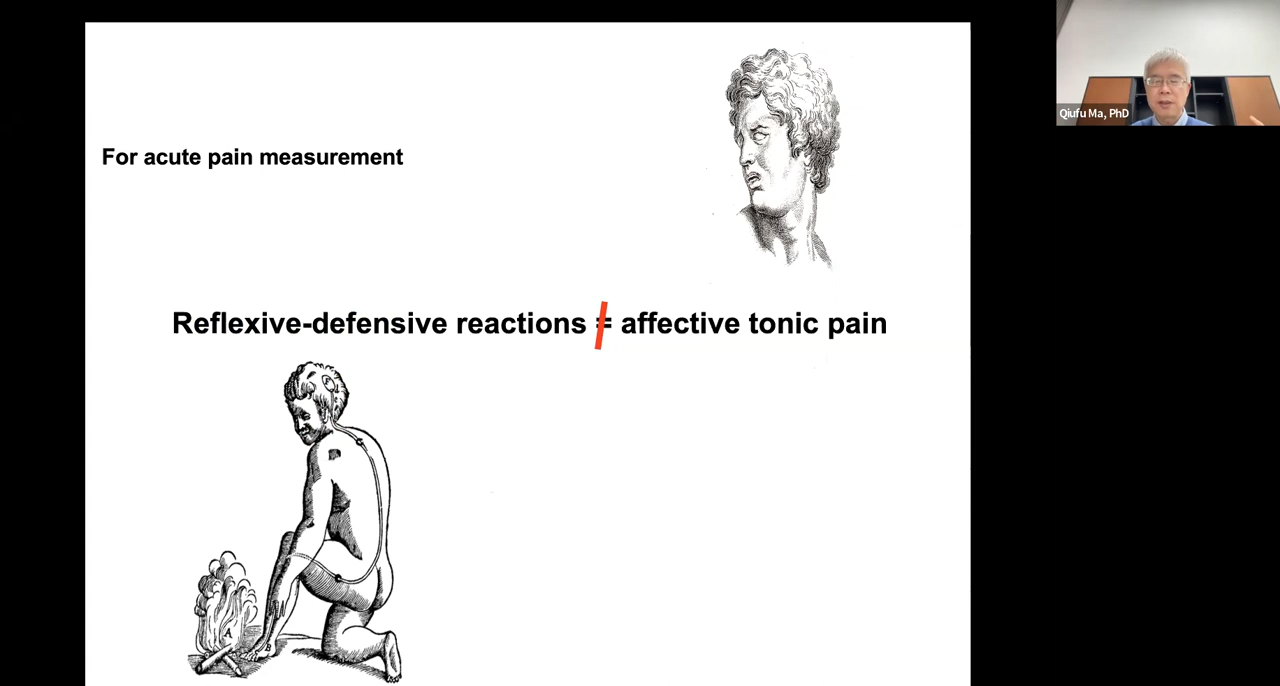 For acute pain measurement
Qiufu Ma, PhD
Reflexive-defensive reactions = affective tonic pain
A
B